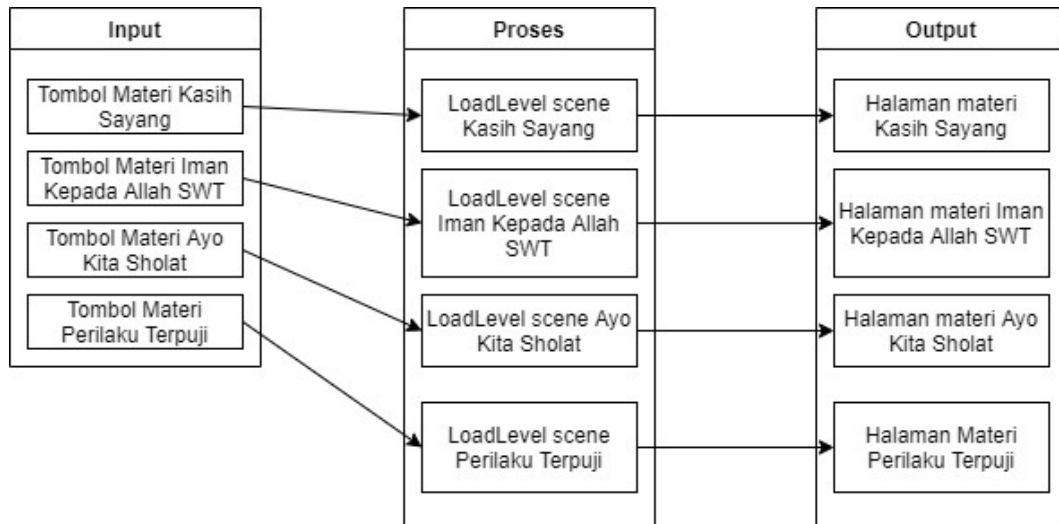 Input
Tombol Materi Kasih
Sayang
Tombol Materi Iman
Kepada Allah SWT
Tombol Materi Ayo
Kita Sholat
Tombol Materi
Perilaku Terpuji
Proses
LoadLevel scene
Kasih Sayang
LoadLevel scene
Iman Kepada Allah
SWT
LoadLevel scene Ayo
Kita Sholat
LoadLevel scene
Perilaku Terpuji
Output
Halaman materi
Kasih Sayang
Halaman materi Iman
Kepada Allah SWT
Halaman materi Ayo
Kita Sholat
Halaman Materi
Perilaku Terpuji